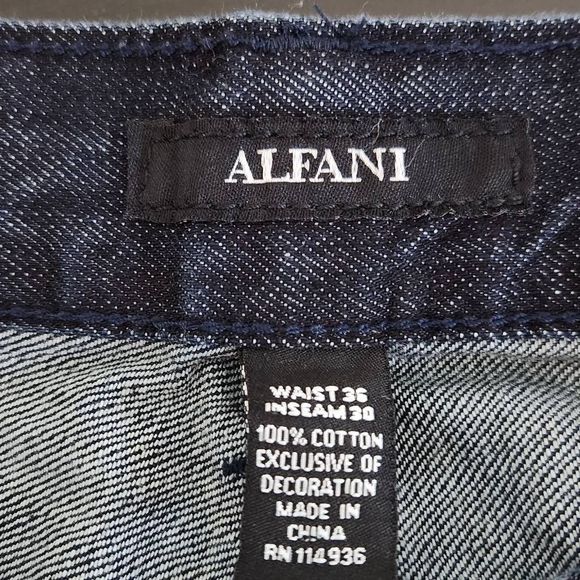 ALFANI
WAIST 36
INSEAM 30
100% COTTON
EXCLUSIVE OF
DECORATION
MADE IN
CHINA
RN 114936